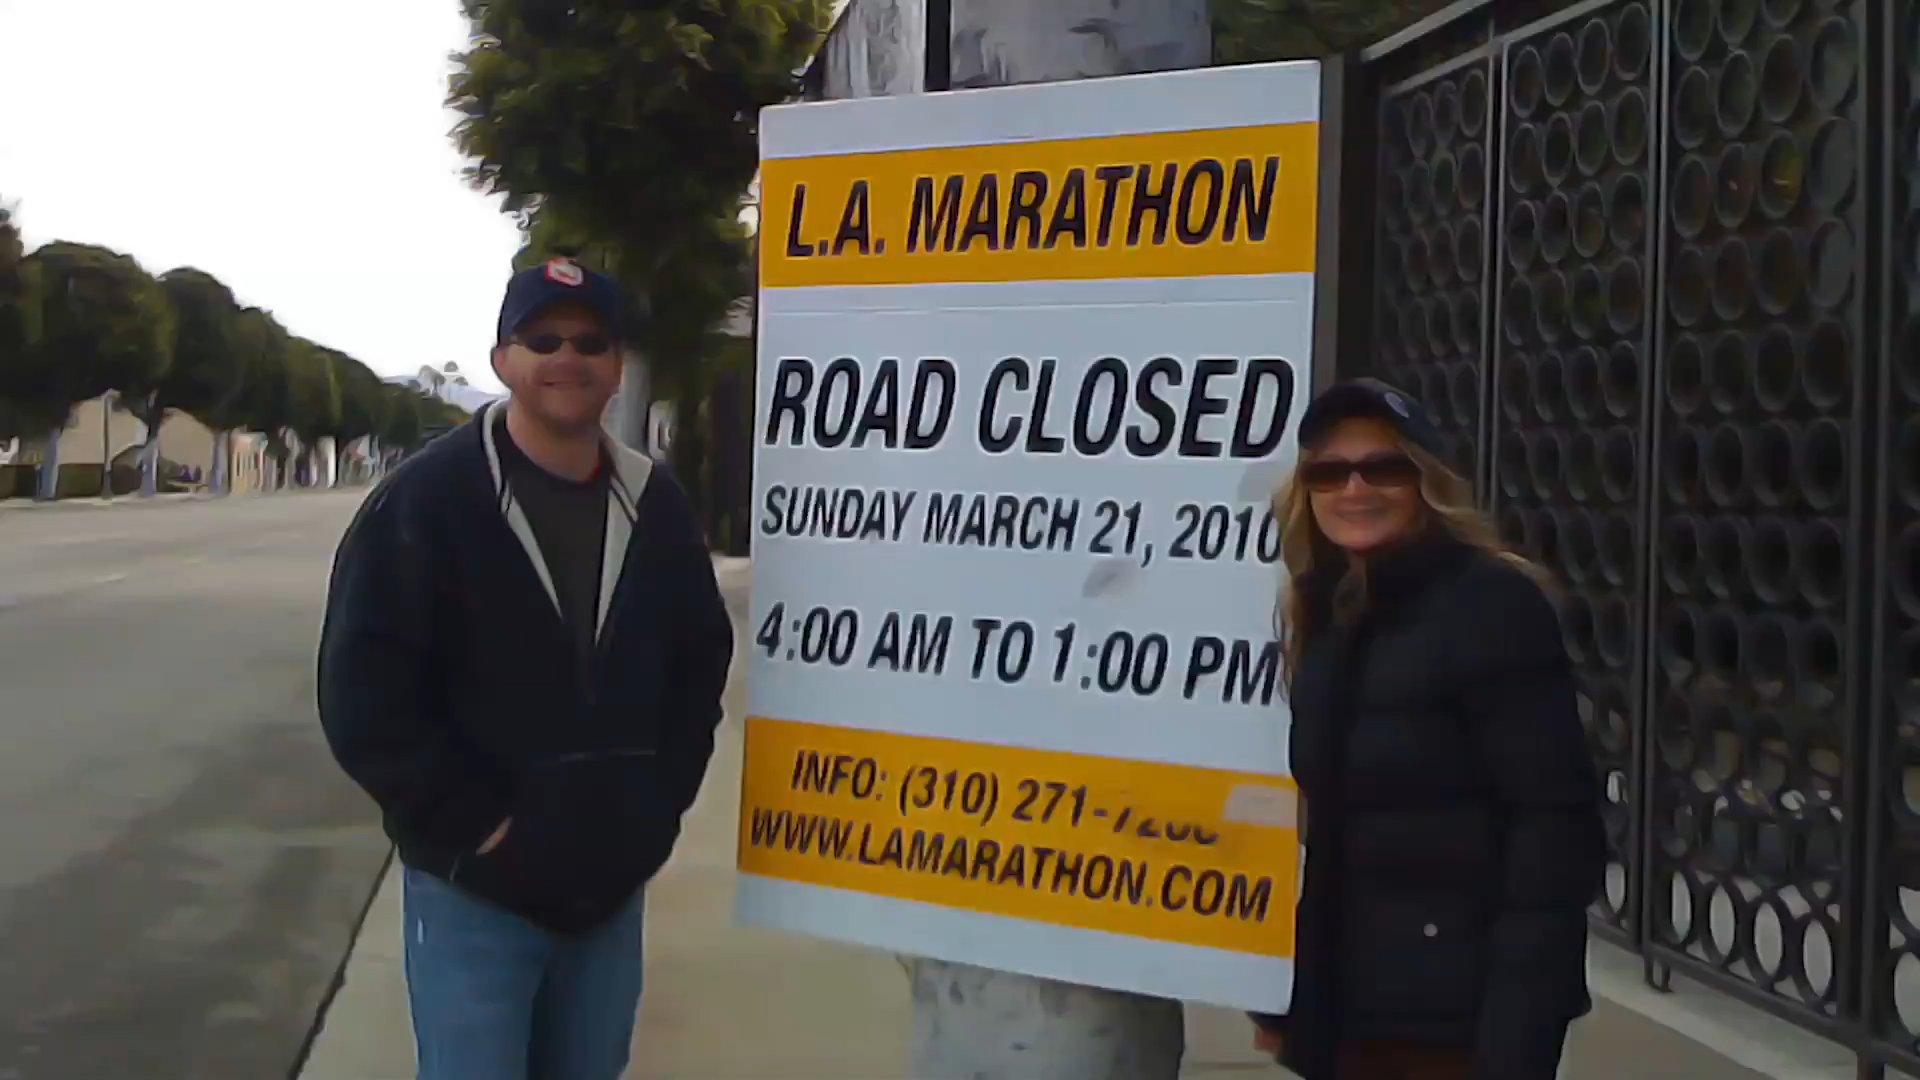 L.A. MARATHON
ROAD CLOSED
SUNDAY MARCH 21, 2010
4:00 AM TO 1:00 PM
INFO: (310) 271-
WWW.LAMARATHON.COM